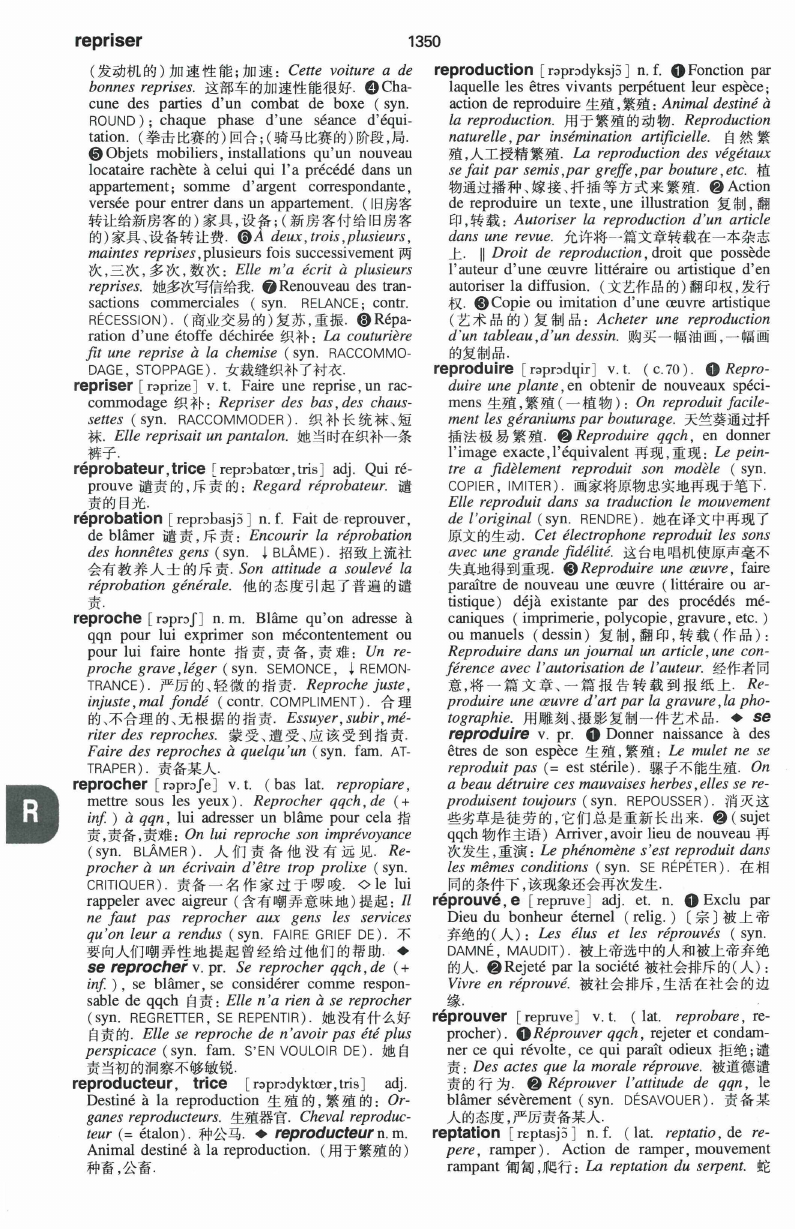 repriser
1350
(发动机的)加速性能;加速: Cette voiture a de
bonnes reprises. 这部车的加速性能很好. ❹ Cha-
cune des parties d'un combat de boxe ( syn.
ROUND ) ; chaque phase d'une séance d'équi-
tation. (拳击比赛的)回合;(骑马比赛的)阶段,局.
❺ Objets mobiliers, installations qu'un nouveau
locataire rachète à celui qui l'a précédé dans un
appartement; somme d'argent correspondante,
versée pour entrer dans un appartement. (旧房客
转让给新房客的)家具,设备;(新房客付给旧房客
的)家具、设备转让费. ❻ À deux, trois, plusieurs,
maintes reprises, plusieurs fois successivement 两
次,三次,多次,数次: Elle m'a écrit à plusieurs
reprises. 她多次写信给我. ❼ Renouveau des tran-
sactions commerciales ( syn. RELANCE; contr.
RÉCESSION). (商业交易的)复苏,重振. ❽ Répa-
ration d'une étoffe déchirée 织补: La couturière
fit une reprise à la chemise (syn. RACCOMMO-
DAGE, STOPPAGE). 女裁缝织补了衬衣.
repriser [rəprize] v. t. Faire une reprise, un rac-
commodage 织补: Repriser des bas, des chaus-
settes ( syn. RACCOMMODER). 织补长统袜、短
袜. Elle reprisait un pantalon. 她当时在织补一条
裤子.
réprobateur, trice [reprɔbatœr, tris] adj. Qui ré-
prouve 谴责的,斥责的: Regard réprobateur. 谴
责的目光.
réprobation [reprɔbasjɔ̃] n. f. Fait de reprouver,
de blâmer 谴责,斥责: Encourir la réprobation
des honnêtes gens (syn. ↓BLÂME). 招致上流社
会有教养人士的斥责. Son attitude a soulevé la
réprobation générale. 他的态度引起了普遍的谴
责.
reproche [rəprɔʃ] n. m. Blâme qu'on adresse à
qqn pour lui exprimer son mécontentement ou
pour lui faire honte 指责,责备,责难: Un re-
proche grave, léger (syn. SEMONCE, ↓REMON-
TRANCE). 严厉的、轻微的指责. Reproche juste,
injuste, mal fondé ( contr. COMPLIMENT). 合理
的、不合理的、无根据的指责. Essuyer, subir, mé-
riter des reproches. 蒙受、遭受、应该受到指责.
Faire des reproches à quelqu'un (syn. fam. AT-
TRAPER). 责备某人.
reprocher [rəprɔʃe] v. t. ( bas lat. repropiare,
mettre sous les yeux). Reprocher qqch, de ( +
inf. ) à qqn, lui adresser un blâme pour cela 指
责,责备,责难: On lui reproche son imprévoyance
(syn. BLÂMER). 人们责备他没有远见. Re-
procher à un écrivain d'être trop prolixe (syn.
CRITIQUER). 责备一名作家过于啰唆. ◇ le lui
rappeler avec aigreur (含有嘲弄意味地)提起: Il
ne faut pas reprocher aux gens les services
qu'on leur a rendus (syn. FAIRE GRIEF DE). 不
要向人们嘲弄性地提起曾经给过他们的帮助. ◆
se reprocher v. pr. Se reprocher qqch, de ( +
inf. ), se blâmer, se considérer comme respon-
sable de qqch 自责: Elle n'a rien à se reprocher
(syn. REGRETTER, SE REPENTIR). 她没有什么好
自责的. Elle se reproche de n'avoir pas été plus
perspicace (syn. fam. S'EN VOULOIR DE). 她自
责当初的洞察不够敏锐.
reproducteur, trice [rəprɔdyktœr, tris] adj.
Destiné à la reproduction 生殖的,繁殖的: Or-
ganes reproducteurs. 生殖器官. Cheval reproduc-
teur (= étalon). 种公马. ◆ reproducteur n. m.
Animal destiné à la reproduction. (用于繁殖的)
种畜,公畜.
R
reproduction [rəprɔdyksjɔ̃] n. f. ❶ Fonction par
laquelle les êtres vivants perpétuent leur espèce;
action de reproduire 生殖,繁殖: Animal destiné à
la reproduction. 用于繁殖的动物. Reproduction
naturelle, par insémination artificielle. 自然繁
殖,人工授精繁殖. La reproduction des végétaux
se fait par semis, par greffe, par bouture, etc. 植
物通过播种、嫁接、扦插等方式来繁殖. ❷ Action
de reproduire un texte, une illustration 复制,翻
印,转载: Autoriser la reproduction d'un article
dans une revue. 允许将一篇文章转载在一本杂志
上. ‖ Droit de reproduction, droit que possède
l'auteur d'une œuvre littéraire ou artistique d'en
autoriser la diffusion. (文艺作品的)翻印权,发行
权. ❸ Copie ou imitation d'une œuvre artistique
(艺术品的)复制品: Acheter une reproduction
d'un tableau, d'un dessin. 购买一幅油画,一幅画
的复制品.
reproduire [rəprɔdɥir] v. t. ( c.70). ❶ Repro-
duire une plante, en obtenir de nouveaux spéci-
mens 生殖,繁殖(一植物): On reproduit facile-
ment les géraniums par bouturage. 天竺葵通过扦
插法极易繁殖. ❷ Reproduire qqch, en donner
l'image exacte, l'équivalent 再现,重现: Le pein-
tre a fidèlement reproduit son modèle ( syn.
COPIER, IMITER). 画家将原物忠实地再现于笔下.
Elle reproduit dans sa traduction le mouvement
de l'original (syn. RENDRE). 她在译文中再现了
原文的生动. Cet électrophone reproduit les sons
avec une grande fidélité. 这台电唱机使原声毫不
失真地得到重现. ❸ Reproduire une œuvre, faire
paraître de nouveau une œuvre (littéraire ou ar-
tistique) déjà existante par des procédés mé-
caniques ( imprimerie, polycopie, gravure, etc. )
ou manuels (dessin) 复制,翻印,转载(作品):
Reproduire dans un journal un article, une con-
férence avec l'autorisation de l'auteur. 经作者同
意,将一篇文章、一篇报告转载到报纸上. Re-
produire une œuvre d'art par la gravure, la pho-
tographie. 用雕刻、摄影复制一件艺术品. ◆ se
reproduire v. pr. ❶ Donner naissance à des
êtres de son espèce 生殖,繁殖: Le mulet ne se
reproduit pas (= est stérile). 骡子不能生殖. On
a beau détruire ces mauvaises herbes, elles se re-
produisent toujours (syn. REPOUSSER). 消灭这
些劣草是徒劳的,它们总是重新长出来. ❷ (sujet
qqch 物作主语) Arriver, avoir lieu de nouveau 再
次发生,重演: Le phénomène s'est reproduit dans
les mêmes conditions (syn. SE RÉPÉTER). 在相
同的条件下,该现象还会再次发生.
réprouvé, e [repruve] adj. et. n. ❶ Exclu par
Dieu du bonheur éternel (relig.) 〔宗〕被上帝
弃绝的(人): Les élus et les réprouvés ( syn.
DAMNÉ, MAUDIT). 被上帝选中的人和被上帝弃绝
的人. ❷ Rejeté par la société 被社会排斥的(人):
Vivre en réprouvé. 被社会排斥,生活在社会的边
缘.
réprouver [repruve] v. t. ( lat. reprobare, re-
procher). ❶ Réprouver qqch, rejeter et condam-
ner ce qui révolte, ce qui paraît odieux 拒绝;谴
责: Des actes que la morale réprouve. 被道德谴
责的行为. ❷ Réprouver l'attitude de qqn, le
blâmer sévèrement (syn. DÉSAVOUER). 责备某
人的态度,严厉责备某人.
reptation [rɛptasjɔ̃] n. f. ( lat. reptatio, de re-
pere, ramper). Action de ramper, mouvement
rampant 匍匐,爬行: La reptation du serpent. 蛇